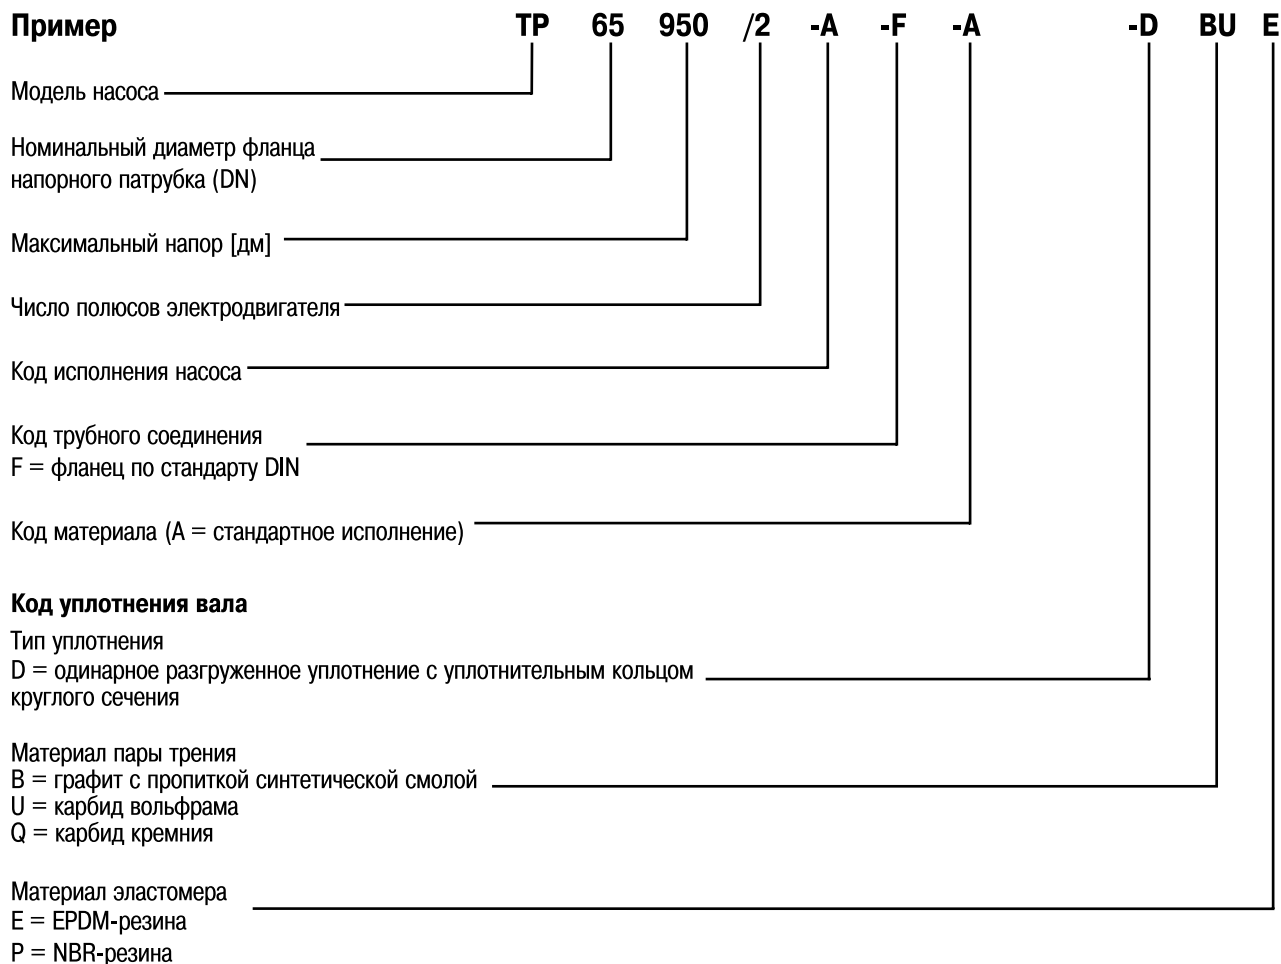 Пример TP 65 950 /2 -A -F -A -D BU E
Модель насоса
Номинальный диаметр фланца
напорного патрубка (DN)
Максимальный напор [дм]
Число полюсов электродвигателя
Код исполнения насоса
Код трубного соединения
F = фланец по стандарту DIN
Код материала (A = стандартное исполнение)
Код уплотнения вала
Тип уплотнения
D = одинарное разгруженное уплотнение с уплотнительным кольцом
круглого сечения
Материал пары трения
B = графит с пропиткой синтетической смолой
U = карбид вольфрама
Q = карбид кремния
Материал эластомера
E = EPDM-резина
P = NBR-резина